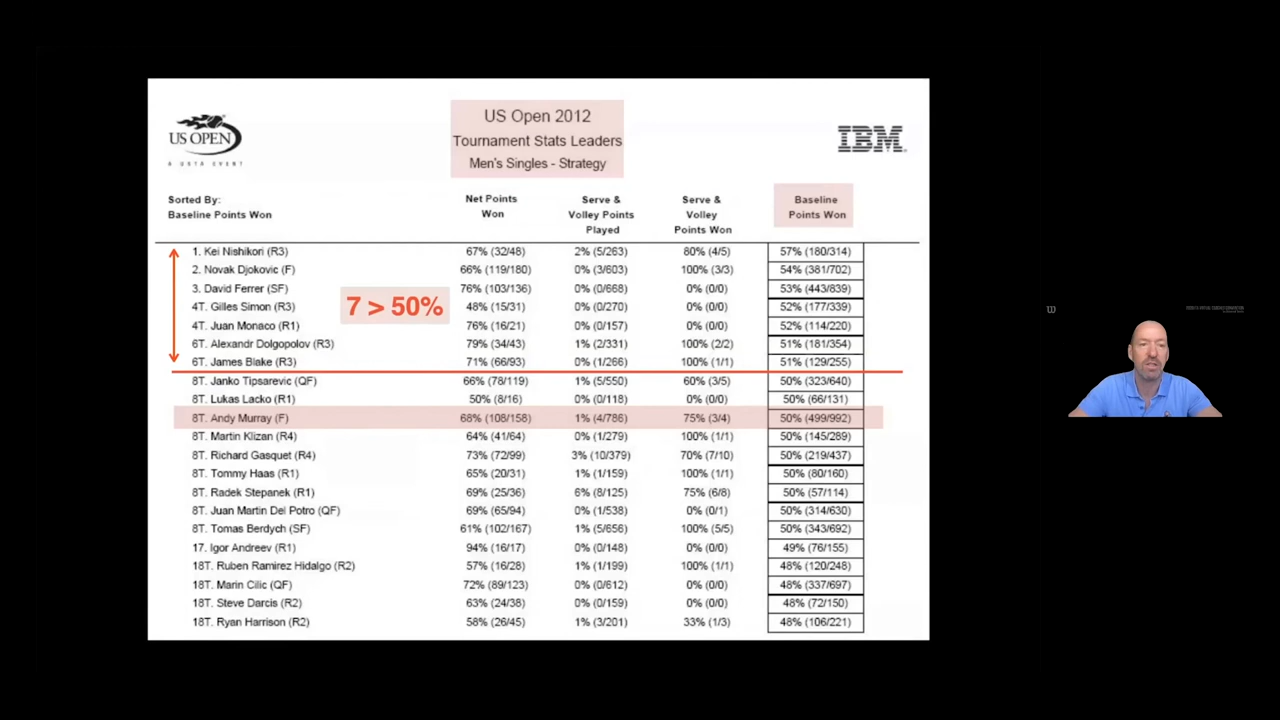 US Open 2012
Tournament Stats Leaders
Men's Singles - Strategy
US OPEN
A USTA EVENT
IBM
Sorted By:
Baseline Points Won
Net Points
Won
Serve &
Volley Points
Played
Serve &
Volley
Points Won
Baseline
Points Won
1. Kei Nishikori (R3) 67% (32/48) 2% (5/263) 80% (4/5) 57% (180/314)
2. Novak Djokovic (F) 66% (119/180) 0% (3/603) 100% (3/3) 54% (381/702)
3. David Ferrer (SF) 76% (103/136) 0% (0/668) 0% (0/0) 53% (443/839)
4T. Gilles Simon (R3) 48% (15/31) 0% (0/270) 0% (0/0) 52% (177/339)
7 > 50%
4T. Juan Monaco (R1) 76% (16/21) 0% (0/157) 0% (0/0) 52% (114/220)
6T. Alexandr Dolgopolov (R3) 79% (34/43) 1% (2/331) 100% (2/2) 51% (181/354)
6T. James Blake (R3) 71% (66/93) 0% (1/266) 100% (1/1) 51% (129/255)
8T. Janko Tipsarevic (QF) 66% (78/119) 1% (5/550) 60% (3/5) 50% (323/640)
8T. Lukas Lacko (R1) 50% (8/16) 0% (0/118) 0% (0/0) 50% (66/131)
8T. Andy Murray (F) 68% (108/158) 1% (4/786) 75% (3/4) 50% (499/992)
8T. Martin Klizan (R4) 64% (41/64) 0% (1/279) 100% (1/1) 50% (145/289)
8T. Richard Gasquet (R4) 73% (72/99) 3% (10/379) 70% (7/10) 50% (219/437)
8T. Tommy Haas (R1) 65% (20/31) 1% (1/159) 100% (1/1) 50% (80/160)
8T. Radek Stepanek (R1) 69% (25/36) 6% (8/125) 75% (6/8) 50% (57/114)
8T. Juan Martin Del Potro (QF) 69% (65/94) 0% (1/538) 0% (0/1) 50% (314/630)
8T. Tomas Berdych (SF) 61% (102/167) 1% (5/656) 100% (5/5) 50% (343/692)
17. Igor Andreev (R1) 94% (16/17) 0% (0/148) 0% (0/0) 49% (76/155)
18T. Ruben Ramirez Hidalgo (R2) 57% (16/28) 1% (1/199) 100% (1/1) 48% (120/248)
18T. Marin Cilic (QF) 72% (89/123) 0% (0/612) 0% (0/0) 48% (337/697)
18T. Steve Darcis (R2) 63% (24/38) 0% (0/159) 0% (0/0) 48% (72/150)
18T. Ryan Harrison (R2) 58% (26/45) 1% (3/201) 33% (1/3) 48% (106/221)